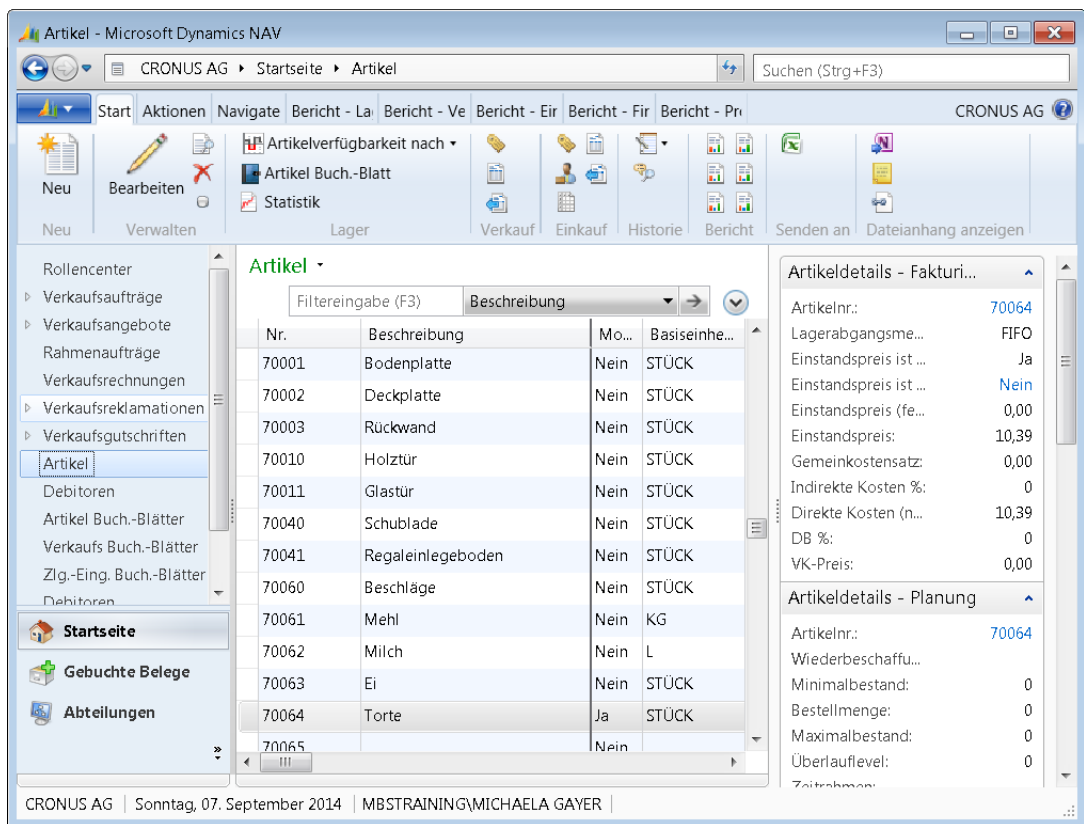 Artikel - Microsoft Dynamics NAV
CRONUS AG ▸ Startseite ▸ Artikel
Suchen (Strg+F3)
Start Aktionen Navigate Bericht - La Bericht - Ve Bericht - Eir Bericht - Fir Bericht - Pr
CRONUS AG
Neu
Bearbeiten
Artikelverfügbarkeit nach
Artikel Buch.-Blatt
Statistik
Neu Verwalten Lager Verkauf Einkauf Historie Bericht Senden an Dateianhang anzeigen
Rollencenter
Verkaufsaufträge
Verkaufsangebote
Rahmenaufträge
Verkaufsrechnungen
Verkaufsreklamationen
Verkaufsgutschriften
Artikel
Debitoren
Artikel Buch.-Blätter
Verkaufs Buch.-Blätter
Zlg.-Eing. Buch.-Blätter
Debitoren
Startseite
Gebuchte Belege
Abteilungen
Artikel
Filtereingabe (F3) Beschreibung
Nr. Beschreibung Mo... Basiseinhe...
70001 Bodenplatte Nein STÜCK
70002 Deckplatte Nein STÜCK
70003 Rückwand Nein STÜCK
70010 Holztür Nein STÜCK
70011 Glastür Nein STÜCK
70040 Schublade Nein STÜCK
70041 Regaleinlegeboden Nein STÜCK
70060 Beschläge Nein STÜCK
70061 Mehl Nein KG
70062 Milch Nein L
70063 Ei Nein STÜCK
70064 Torte Ja STÜCK
70065 Nein
Artikeldetails - Fakturi...
Artikelnr.: 70064
Lagerabgangsme... FIFO
Einstandspreis ist ... Ja
Einstandspreis ist ... Nein
Einstandspreis (fe... 0,00
Einstandspreis: 10,39
Gemeinkostensatz: 0,00
Indirekte Kosten %: 0
Direkte Kosten (n... 10,39
DB %: 0
VK-Preis: 0,00
Artikeldetails - Planung
Artikelnr.: 70064
Wiederbeschaffu...
Minimalbestand: 0
Bestellmenge: 0
Maximalbestand: 0
Überlauflevel: 0
Zeitrahmen:
CRONUS AG Sonntag, 07. September 2014 MBSTRAINING\MICHAELA GAYER